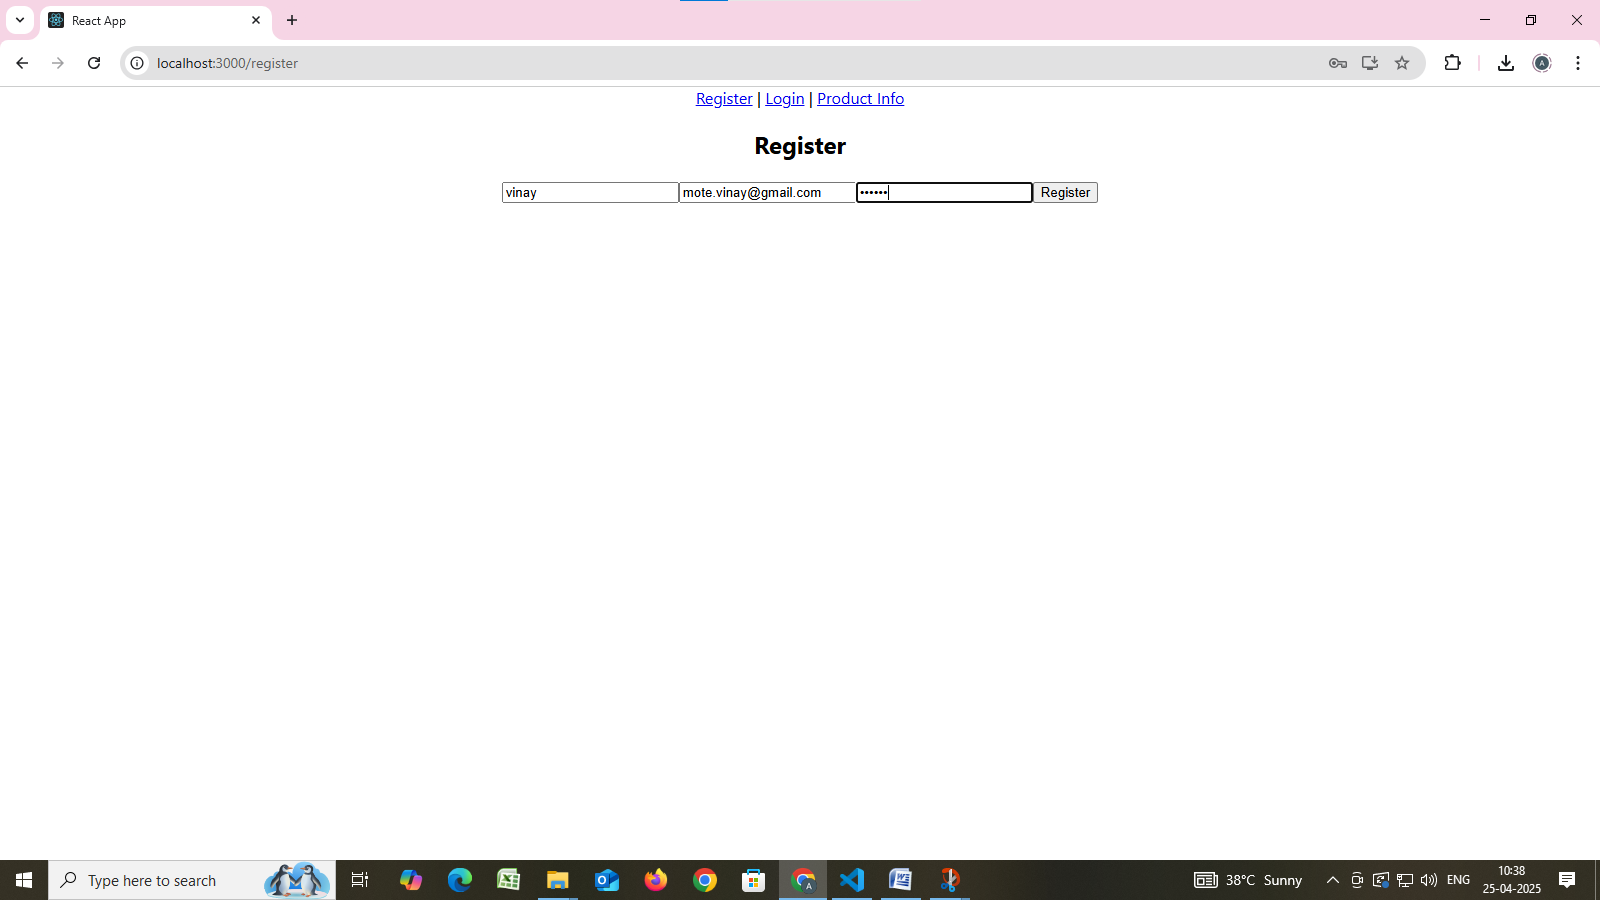 React App
localhost:3000/register
Register | Login | Product Info
Register
vinay mote.vinay@gmail.com •••••• Register
Type here to search
38°C Sunny
ENG
10:38
25-04-2025